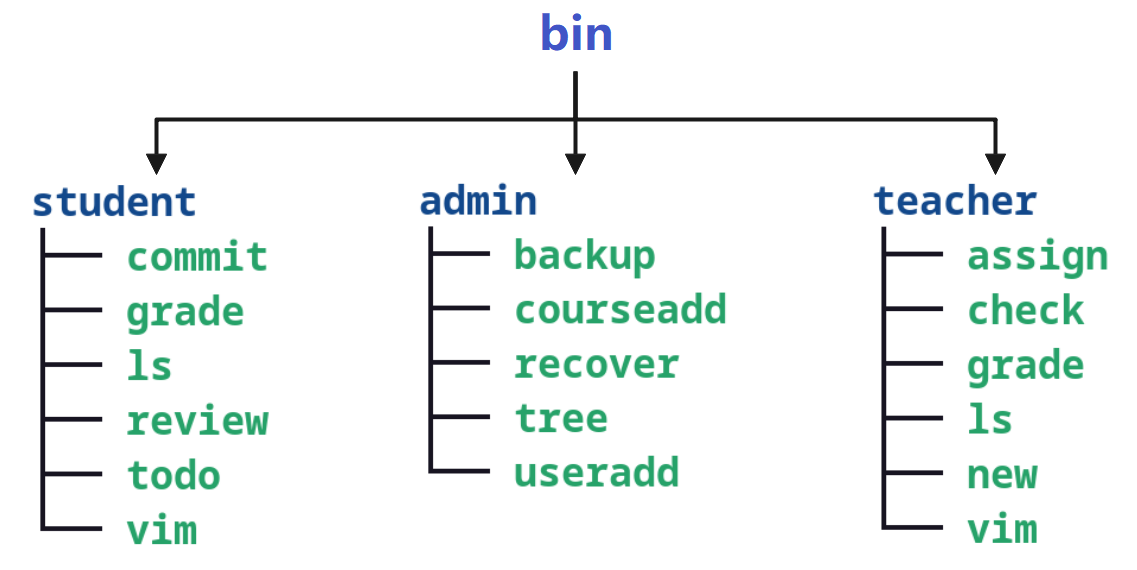 bin
student
commit
grade
ls
review
todo
vim
admin
backup
courseadd
recover
tree
useradd
teacher
assign
check
grade
ls
new
vim